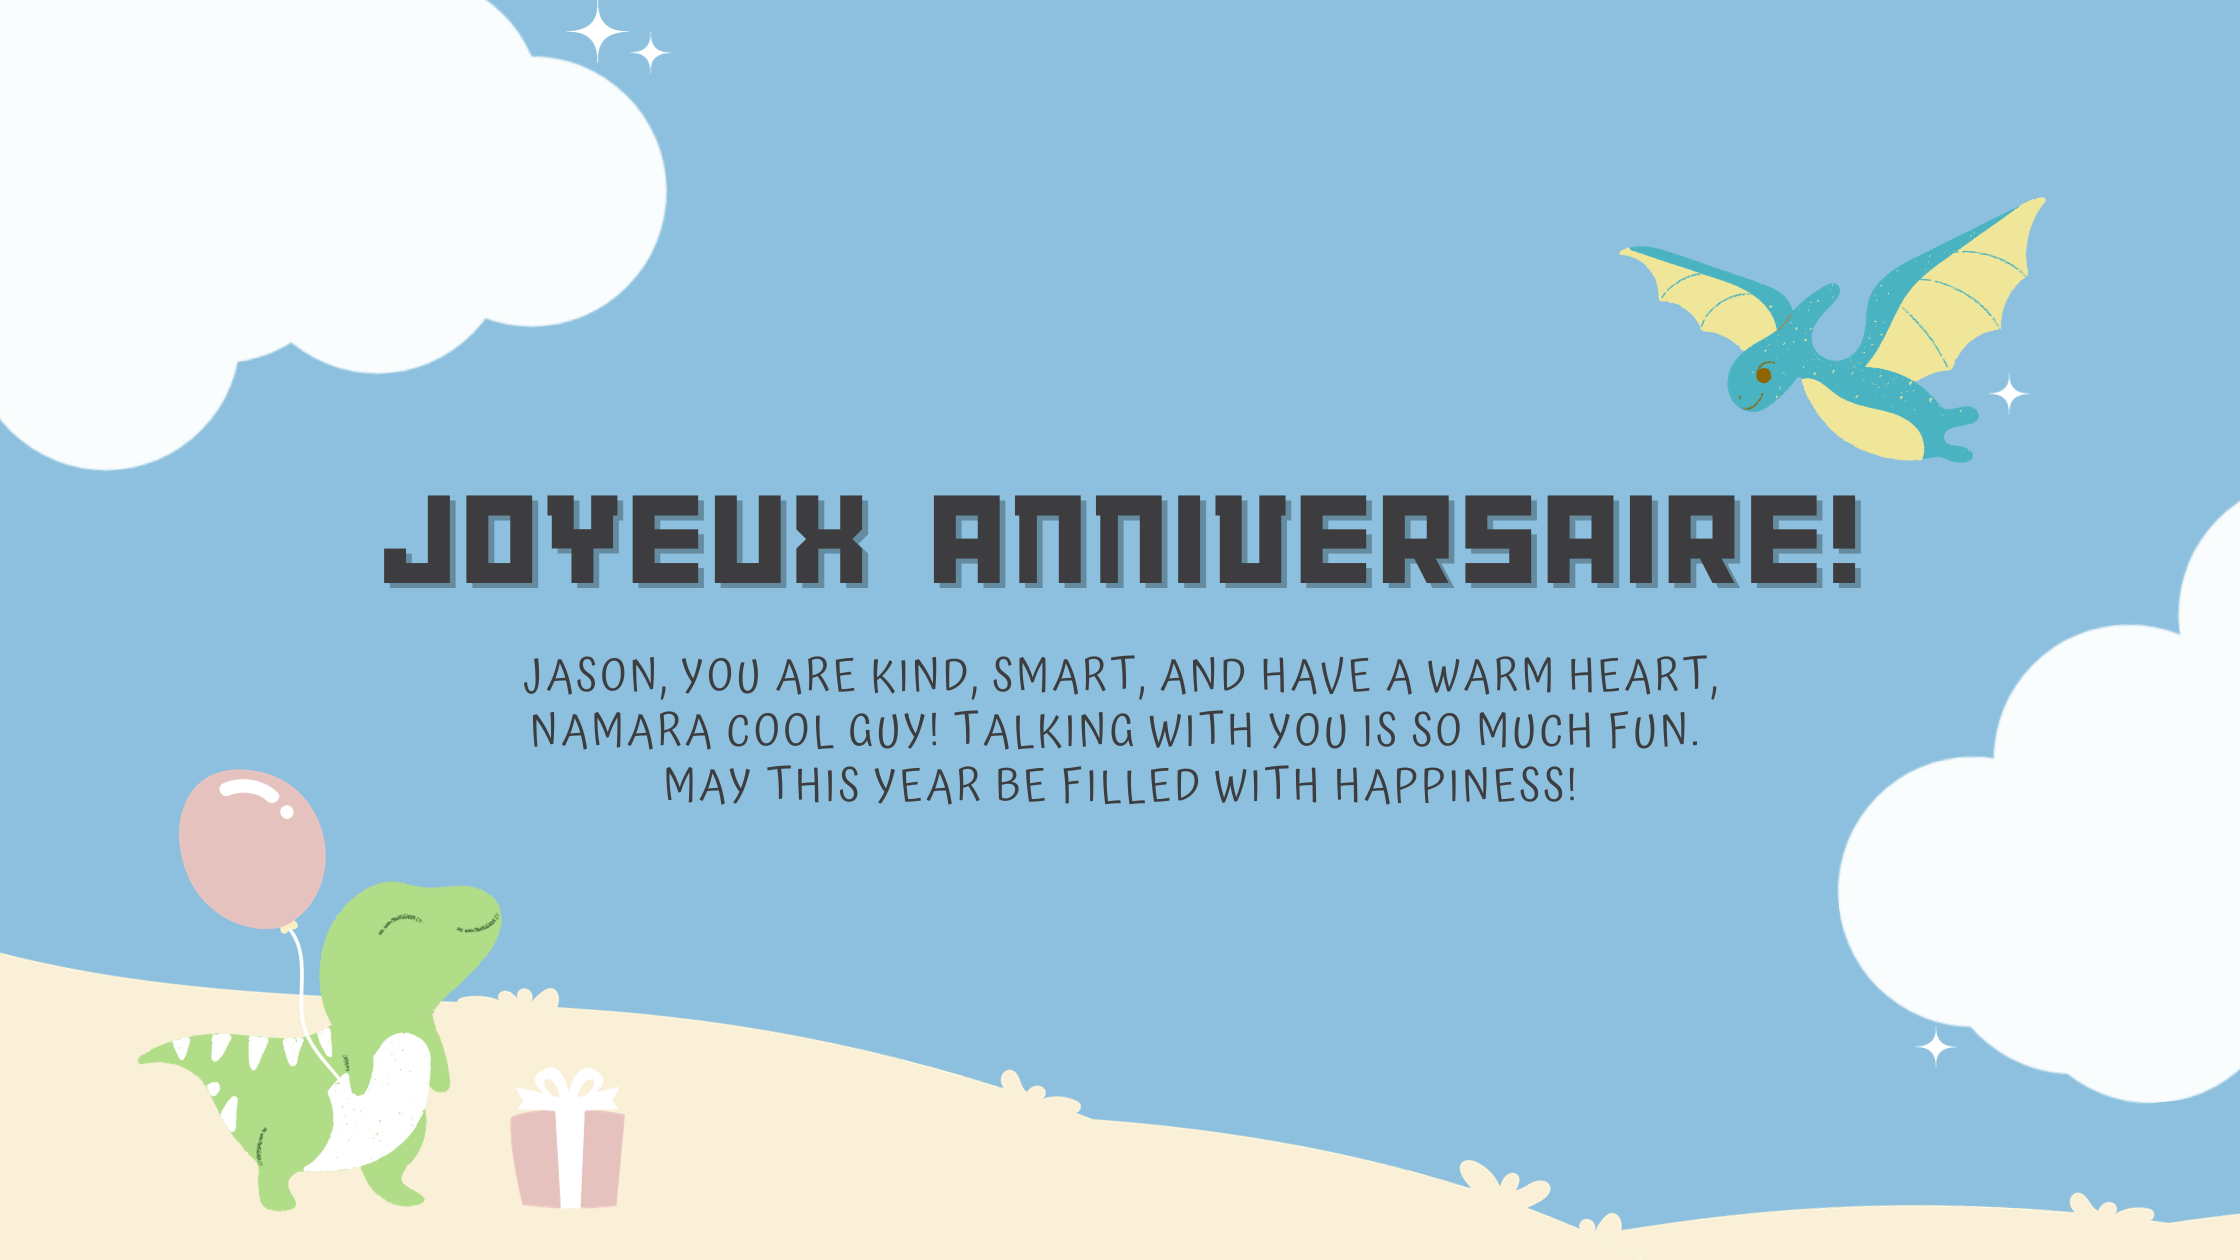 JOYEUX ANNIVERSAIRE!
JASON, YOU ARE KIND, SMART, AND HAVE A WARM HEART,
NAMARA COOL GUY! TALKING WITH YOU IS SO MUCH FUN.
MAY THIS YEAR BE FILLED WITH HAPPINESS!